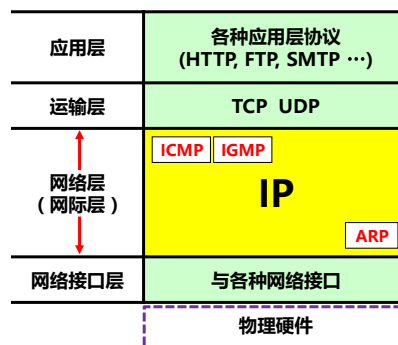 应用层
各种应用层协议
(HTTP, FTP, SMTP …)
运输层
TCP UDP
网络层
（网际层）
ICMP
IGMP
IP
ARP
网络接口层
与各种网络接口
物理硬件